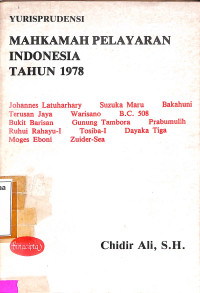 YURISPRUDENSI
MAHKAMAH PELAYARAN
INDONESIA
TAHUN 1978
Johannes Latuharhary Suzuka Maru Bakahuni
Terusan Jaya Warisano B.C. 508
Bukit Barisan Gunung Tambora Prabumulih
Ruhui Rahayu-I Tosiba-I Dayaka Tiga
Moges Eboni Zuider-Sea
binacipta
Chidir Ali, S.H.